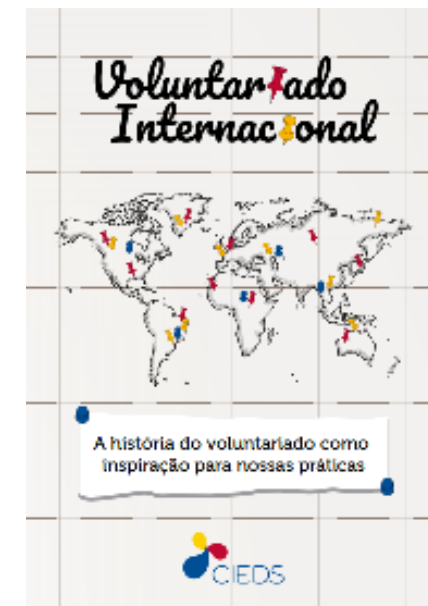 Voluntariado
Internacional
A história do voluntariado como
inspiração para nossas práticas
CIEDS